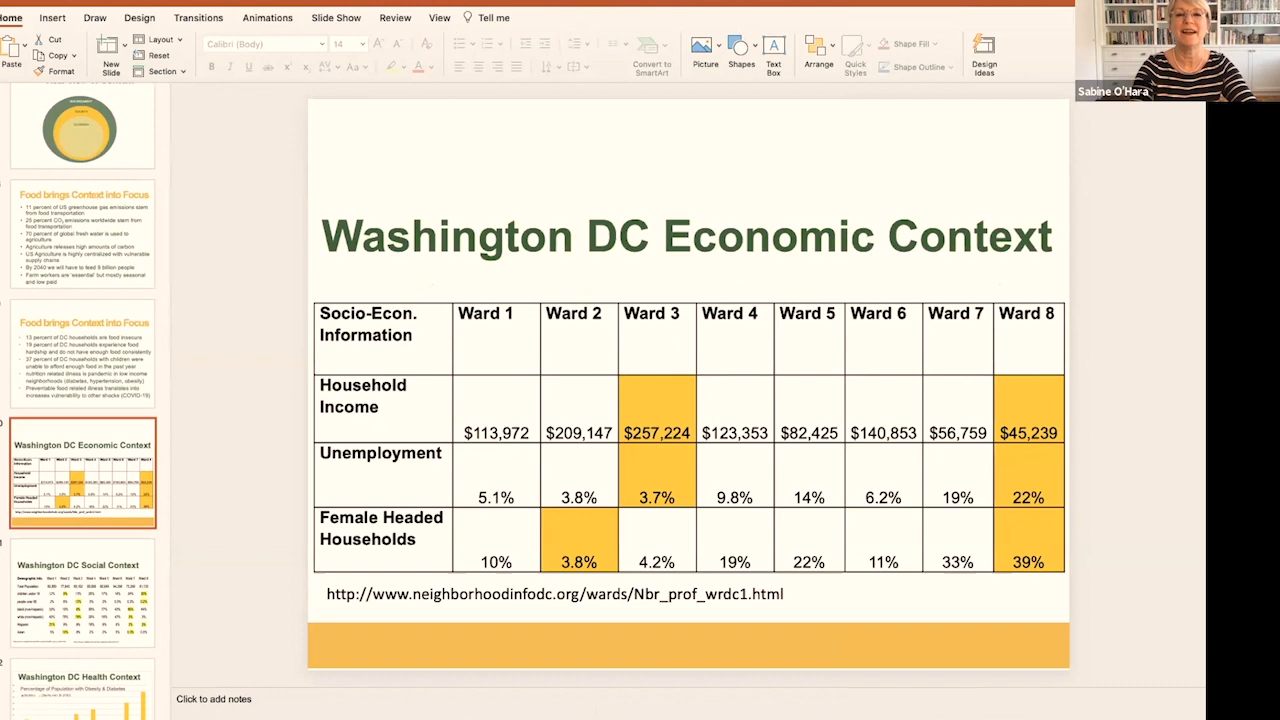 Home Insert Draw Design Transitions Animations Slide Show Review View Tell me
Paste
Cut
Copy
Format
New
Slide
Layout
Reset
Section
Calibri (Body) 14
Convert to
SmartArt
Picture
Shapes
Text
Box
Arrange
Quick
Styles
Shape Fill
Shape Outline
Design
Ideas
Sabine O'Hara
Food brings Context into Focus
11 percent of US greenhouse gas emissions stem
from food transportation
25 percent CO2 emissions worldwide stem from
food transportation
70 percent of global fresh water is used to
agriculture
Agriculture releases high amounts of carbon
US Agriculture is highly centralized with vulnerable
supply chains
By 2040 we will have to feed 9 billion people
Farm workers are 'essential' but mostly seasonal
and low paid
Food brings Context into Focus
13 percent of DC households are food insecure
19 percent of DC households experience food
hardship and do not have enough food consistently
37 percent of DC households with children were
unable to afford enough food in the past year
nutrition related illness is pandemic in low income
neighborhoods (diabetes, hypertension, obesity)
Preventable food related illness translates into
increases vulnerability to other shocks (COVID-19)
Washington DC Economic Context
Washington DC Social Context
Washington DC Health Context
Percentage of Population with Obesity & Diabetes
Washington DC Economic Context
Socio-Econ.
Information
Ward 1 Ward 2 Ward 3 Ward 4 Ward 5 Ward 6 Ward 7 Ward 8
Household
Income
$113,972 $209,147 $257,224 $123,353 $82,425 $140,853 $56,759 $45,239
Unemployment
5.1% 3.8% 3.7% 9.8% 14% 6.2% 19% 22%
Female Headed
Households
10% 3.8% 4.2% 19% 22% 11% 33% 39%
http://www.neighborhoodinfodc.org/wards/Nbr_prof_wrdc1.html
Click to add notes